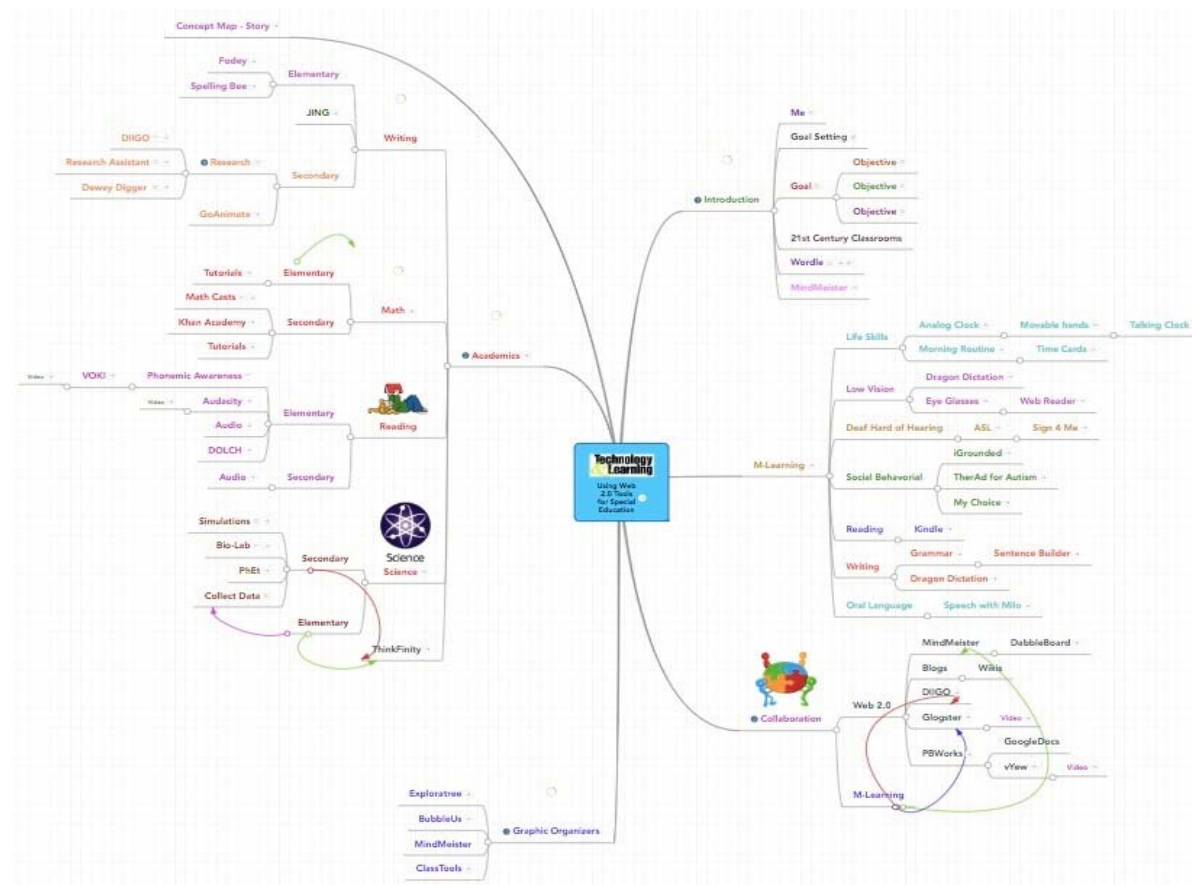 Concept Map - Story
Fodey
Spelling Bee
Elementary
JING
Writing
DIIGO
Research Assistant
Dewey Digger
Research
Secondary
GoAnimate
Tutorials
Elementary
Math Casts
Khan Academy
Tutorials
Secondary
Math
Academics
Video
VOKI
Phonemic Awareness
Video
Audacity
Audio
DOLCH
Elementary
Reading
Audio
Secondary
Simulations
Bio-Lab
PhEt
Collect Data
Secondary
Science
Science
Elementary
ThinkFinity
Technology
& Learning
Using Web
2.0 Tools
for Special
Education
Exploratree
BubbleUs
MindMeister
ClassTools
Graphic Organizers
Introduction
Me
Goal Setting
Goal
Objective
Objective
Objective
21st Century Classrooms
Wordle
MindMeister
M-Learning
Life Skills
Analog Clock
Movable hands
Talking Clock
Morning Routine
Time Cards
Low Vision
Dragon Dictation
Eye Glasses
Web Reader
Deaf Hard of Hearing
ASL
Sign 4 Me
Social Behavorial
iGrounded
TherAd for Autism
My Choice
Reading
Kindle
Writing
Grammar
Sentence Builder
Dragon Dictation
Oral Language
Speech with Milo
Collaboration
Web 2.0
MindMeister
DabbleBoard
Blogs
Wikis
DIIGO
Glogster
Video
PBWorks
GoogleDocs
vYew
Video
M-Learning